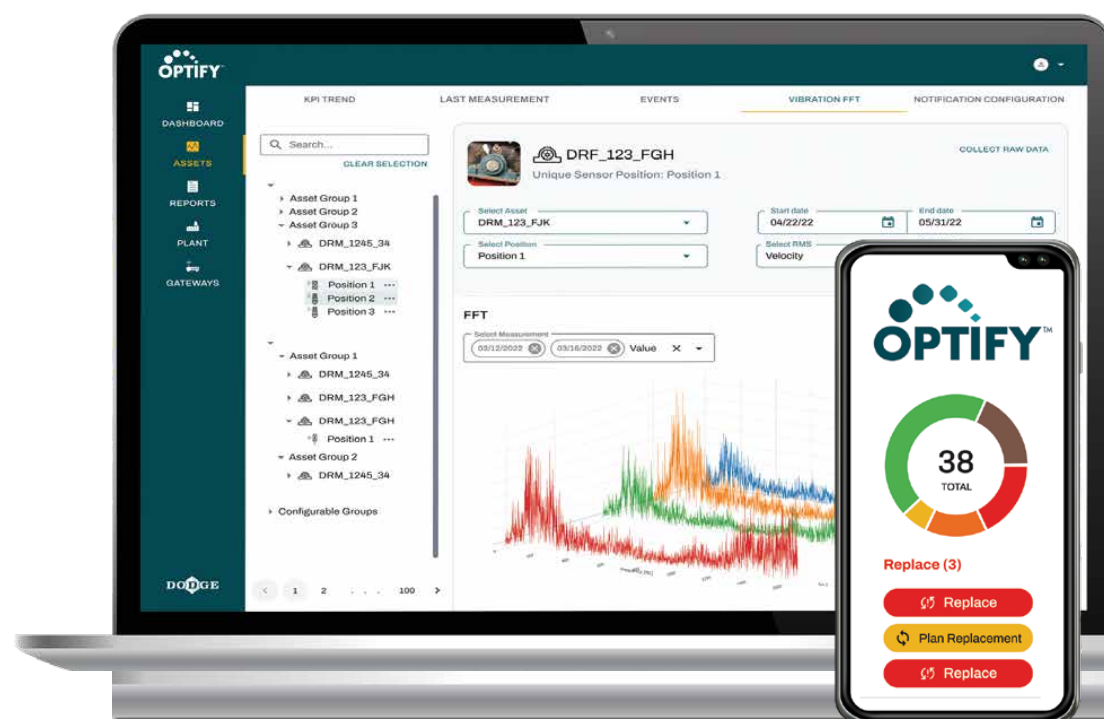 OPTIFY
DASHBOARD
ASSETS
REPORTS
PLANT
GATEWAYS
DODGE
KPI TREND
LAST MEASUREMENT
EVENTS
VIBRATION FFT
NOTIFICATION CONFIGURATION
Search...
CLEAR SELECTION
Asset Group 1
Asset Group 2
Asset Group 3
DRM_1245_34
DRM_123_FJK
Position 1 ...
Position 2 ...
Position 3 ...
Asset Group 1
DRM_1245_34
DRM_123_FGH
DRM_123_FGH
Position 1 ...
Asset Group 2
DRM_1245_34
Configurable Groups
< 1 2 . . . 100 >
DRF_123_FGH
Unique Sensor Position: Position 1
COLLECT RAW DATA
Select Asset
DRM_123_FJK
Start date
04/22/22
End date
05/31/22
Select Position
Position 1
Select RMS
Velocity
FFT
Select Measurement
03/12/2022 03/16/2022 Value
OPTIFY™
38
TOTAL
Replace (3)
Replace
Plan Replacement
Replace